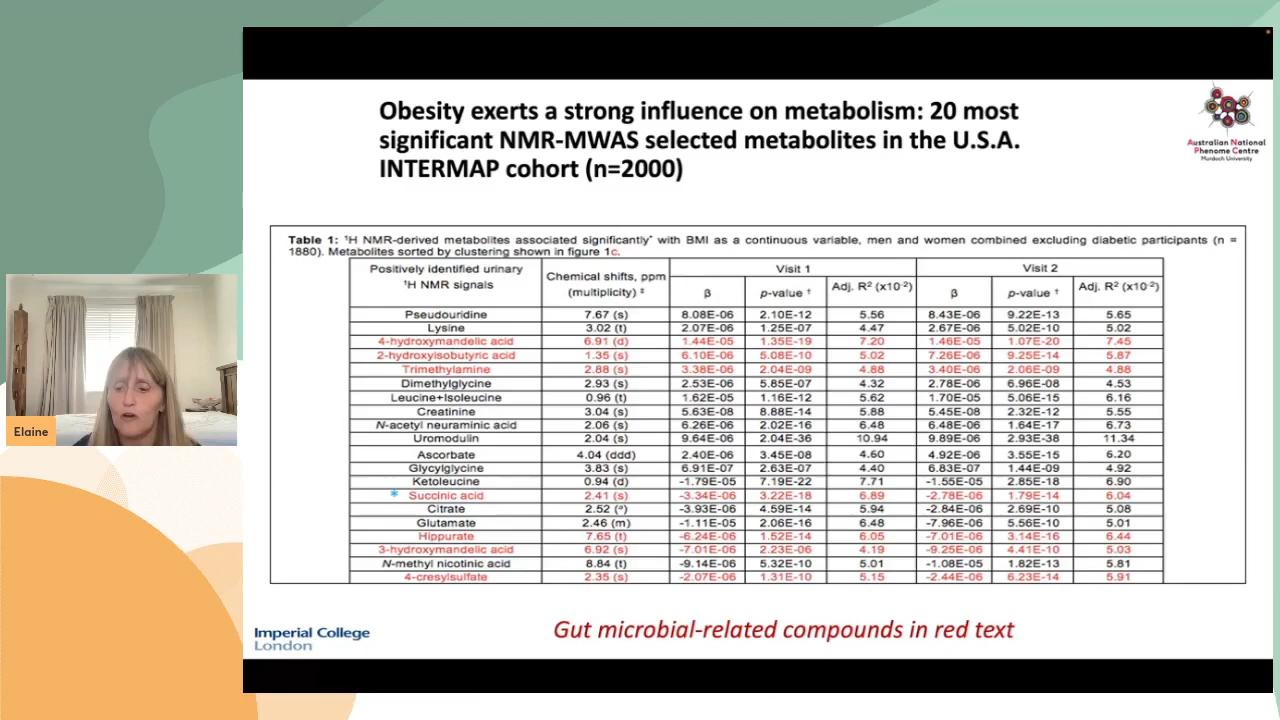 Obesity exerts a strong influence on metabolism: 20 most
significant NMR-MWAS selected metabolites in the U.S.A.
INTERMAP cohort (n=2000)
Australian National
Phenome Centre
Murdoch University
Table 1: ¹H NMR-derived metabolites associated significantly* with BMI as a continuous variable, men and women combined excluding diabetic participants (n =
1880). Metabolites sorted by clustering shown in figure 1c.
Positively identified urinary ¹H NMR signals Chemical shifts, ppm (multiplicity) ‡ Visit 1 Visit 2
β p-value † Adj. R² (x10⁻²) β p-value † Adj. R² (x10⁻²)
Pseudouridine 7.67 (s) 8.08E-06 2.10E-12 5.56 8.43E-06 9.22E-13 5.65
Lysine 3.02 (t) 2.07E-06 1.25E-07 4.47 2.67E-06 5.02E-10 5.02
4-hydroxymandelic acid 6.91 (d) 1.44E-05 1.35E-19 7.20 1.46E-05 1.07E-20 7.45
2-hydroxyisobutyric acid 1.35 (s) 6.10E-06 5.08E-10 5.02 7.26E-06 9.25E-14 5.87
Trimethylamine 2.88 (s) 3.38E-06 2.04E-09 4.88 3.40E-06 2.06E-09 4.88
Dimethylglycine 2.93 (s) 2.53E-06 5.85E-07 4.32 2.78E-06 6.96E-08 4.53
Leucine+Isoleucine 0.96 (t) 1.62E-05 1.16E-12 5.62 1.70E-05 5.06E-15 6.16
Creatinine 3.04 (s) 5.63E-08 8.88E-14 5.88 5.45E-08 2.32E-12 5.55
N-acetyl neuraminic acid 2.06 (s) 6.26E-06 2.02E-16 6.48 6.48E-06 1.64E-17 6.73
Uromodulin 2.04 (s) 9.64E-06 2.04E-36 10.94 9.89E-06 2.93E-38 11.34
Ascorbate 4.04 (ddd) 2.40E-06 3.45E-08 4.60 4.92E-06 3.55E-15 6.20
Glycylglycine 3.83 (s) 6.91E-07 2.63E-07 4.40 6.83E-07 1.44E-09 4.92
Ketoleucine 0.94 (d) -1.79E-05 7.19E-22 7.71 -1.55E-05 2.85E-18 6.90
* Succinic acid 2.41 (s) -3.34E-06 3.22E-18 6.89 -2.78E-06 1.79E-14 6.04
Citrate 2.52 (ᵃ) -3.93E-06 4.59E-14 5.94 -2.84E-06 2.69E-10 5.08
Glutamate 2.46 (m) -1.11E-05 2.06E-16 6.48 -7.96E-06 5.56E-10 5.01
Hippurate 7.65 (t) -6.24E-06 1.52E-14 6.05 -7.01E-06 3.14E-16 6.44
3-hydroxymandelic acid 6.92 (s) -7.01E-06 2.23E-06 4.19 -9.25E-06 4.41E-10 5.03
N-methyl nicotinic acid 8.84 (t) -9.14E-06 5.32E-10 5.01 -1.08E-05 1.82E-13 5.81
4-cresylsulfate 2.35 (s) -2.07E-06 1.31E-10 5.15 -2.44E-06 6.23E-14 5.91
Elaine
Gut microbial-related compounds in red text
Imperial College
London